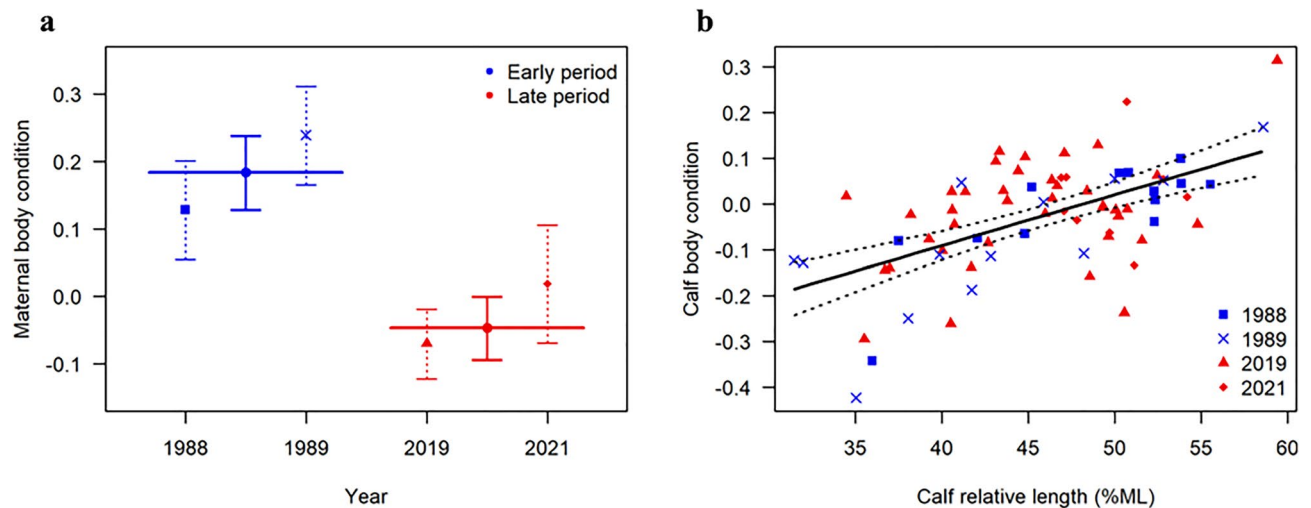 a
Maternal body condition
0.3
0.2
0.1
0.0
-0.1
Early period
Late period
1988 1989 2019 2021
Year
b
Calf body condition
0.3
0.2
0.1
0.0
-0.1
-0.2
-0.3
-0.4
1988
1989
2019
2021
35 40 45 50 55 60
Calf relative length (%ML)